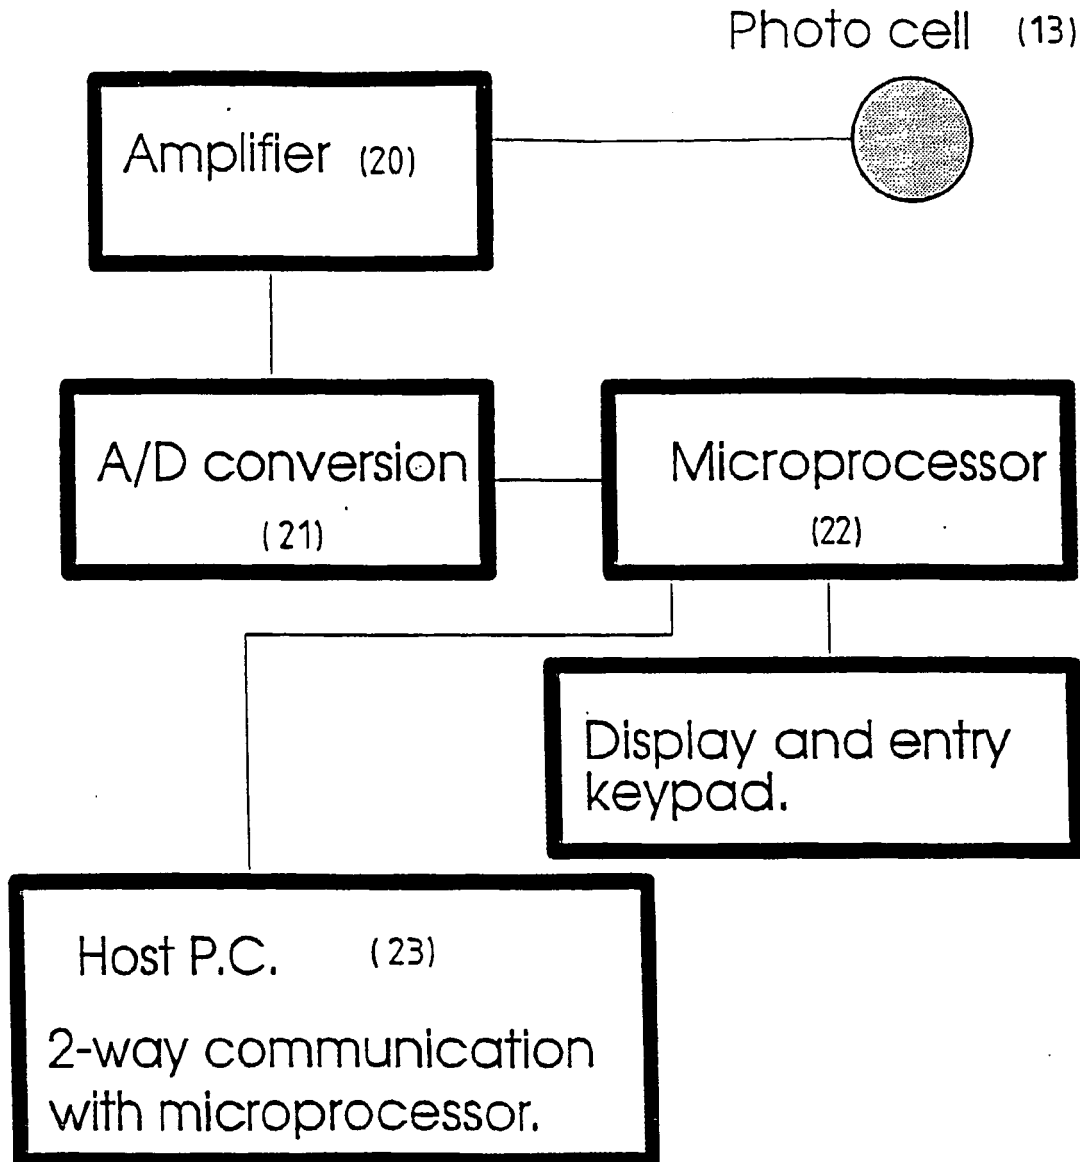 Photo cell (13)
Amplifier (20)
A/D conversion
(21)
Microprocessor
(22)
Display and entry
keypad.
Host P.C. (23)
2-way communication
with microprocessor.